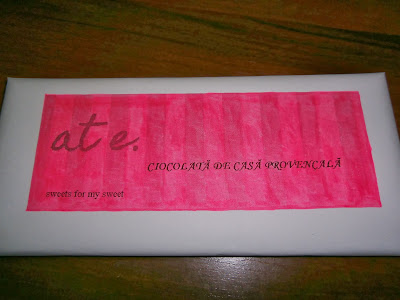 ate.
CIOCOLATĂ DE CASĂ PROVENCALĂ
sweets for my sweet